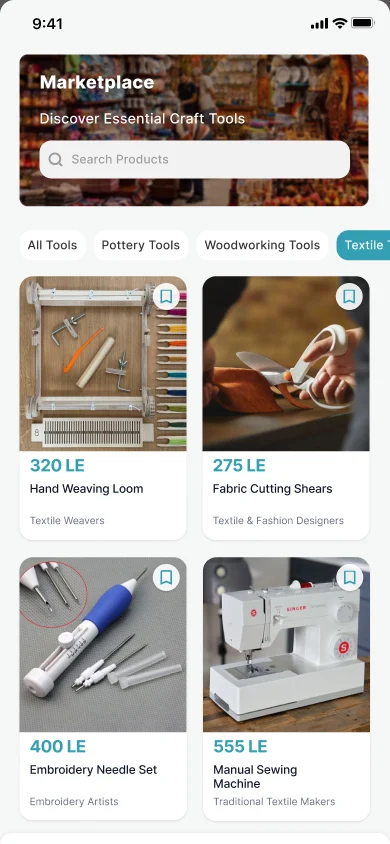 9:41
Marketplace
Discover Essential Craft Tools
Search Products
All Tools
Pottery Tools
Woodworking Tools
Textile
8
320 LE
275 LE
Hand Weaving Loom
Fabric Cutting Shears
Textile Weavers
Textile & Fashion Designers
SINGER
S
400 LE
555 LE
Embroidery Needle Set
Manual Sewing
Machine
Embroidery Artists
Traditional Textile Makers